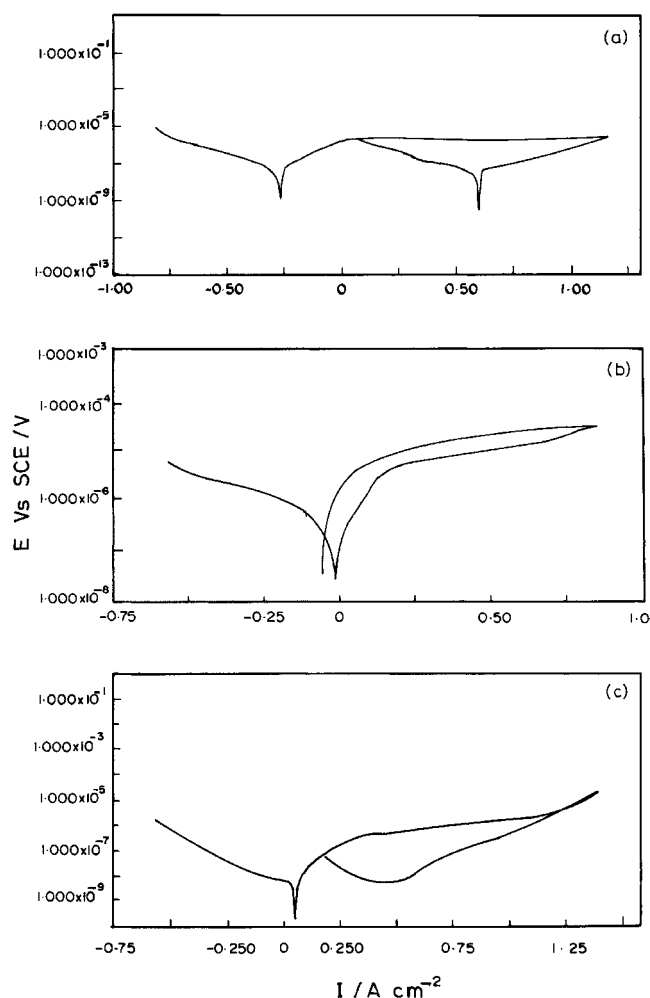 (a)
1·000x10⁻¹
1·000x10⁻⁵
1·000x10⁻⁹
1·000x10⁻¹³
-1·00 -0·50 0 0·50 1·00
(b)
1·000x10⁻³
1·000x10⁻⁴
1·000x10⁻⁶
1·000x10⁻⁸
-0·75 -0·25 0 0·50 1·0
E Vs SCE /V
(c)
1·000x10⁻¹
1·000x10⁻³
1·000x10⁻⁵
1·000x10⁻⁷
1·000x10⁻⁹
-0·75 -0·250 0 0·250 0·75 1·25
I / A cm⁻²